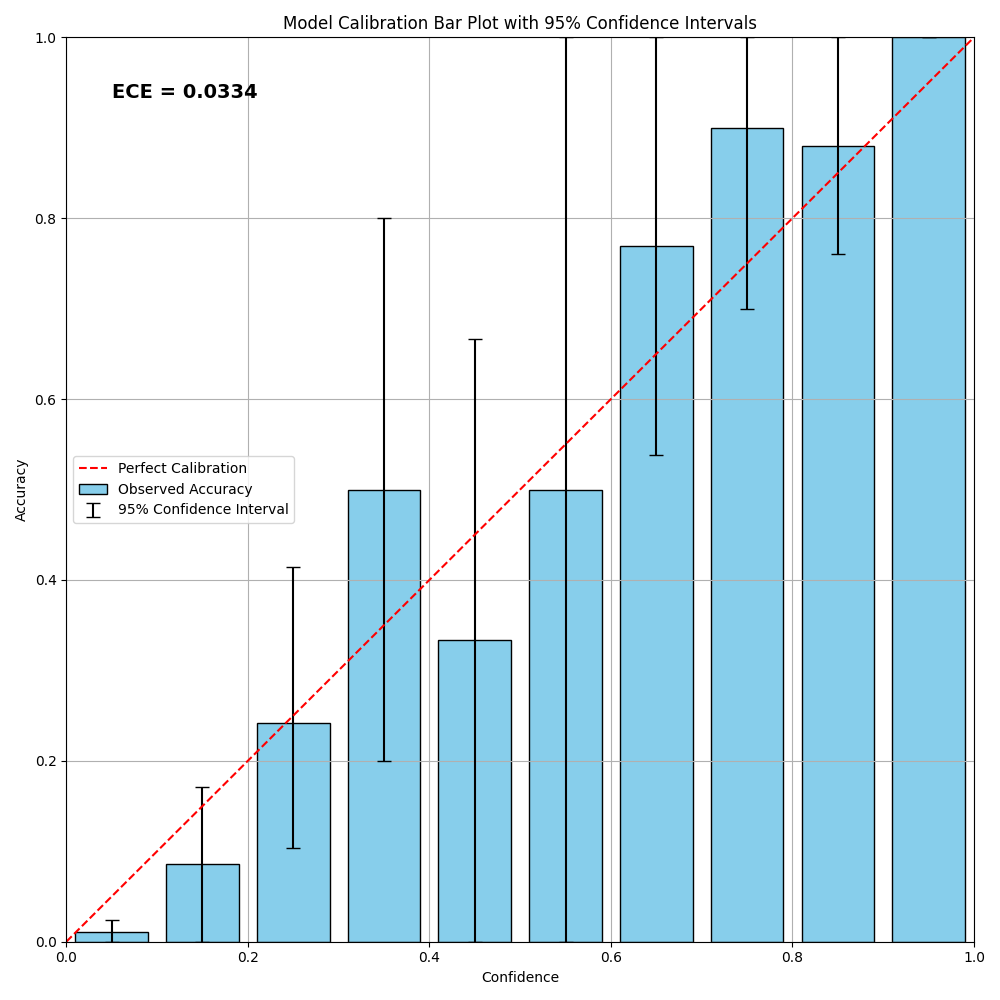 Model Calibration Bar Plot with 95% Confidence Intervals
ECE = 0.0334
1.0
0.8
0.6
0.4
0.2
0.0
Accuracy
Perfect Calibration
Observed Accuracy
95% Confidence Interval
0.0 0.2 0.4 0.6 0.8 1.0
Confidence